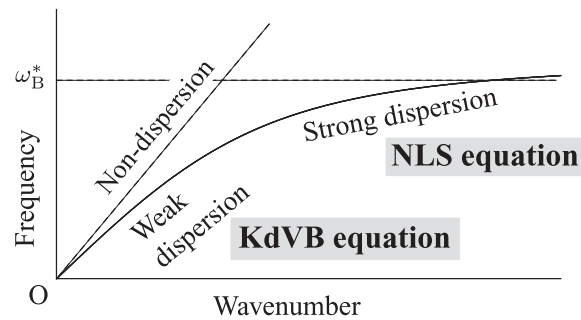 ω*B
Non-dispersion
Strong dispersion
NLS equation
Weak
dispersion
KdVB equation
Frequency
O
Wavenumber